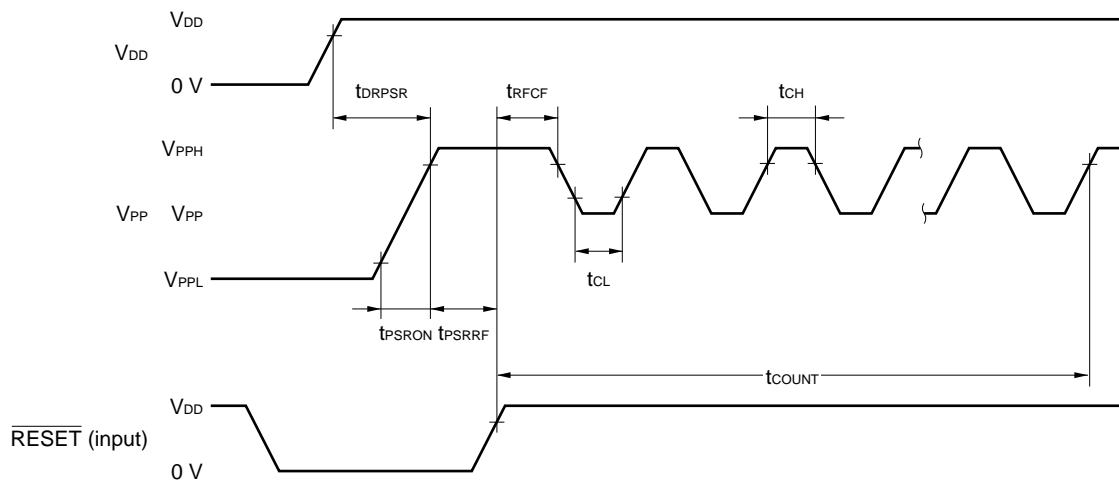 VDD
VDD
0 V
tDRPSR
tRFCF
tCH
VPPH
VPP VPP
VPPL
tCL
tPSRON tPSRRF
tCOUNT
VDD
RESET (input)
0 V